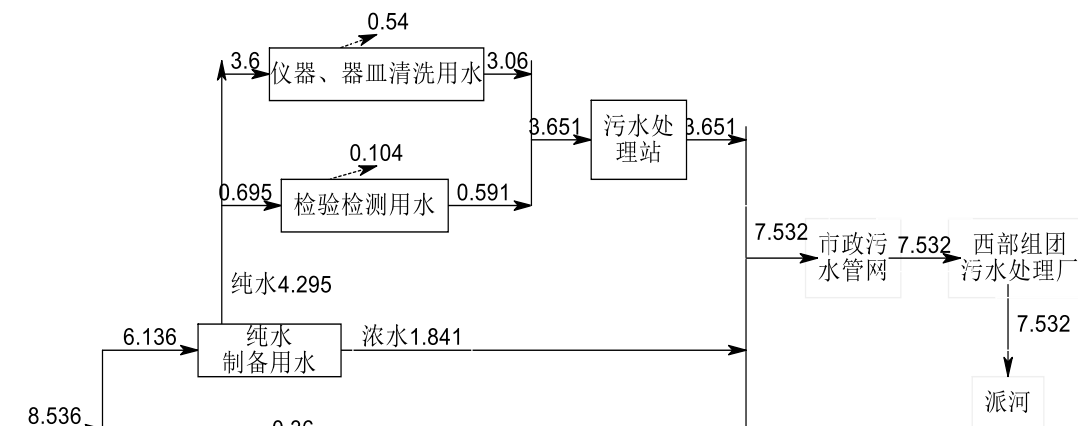 0.54
3.6
仪器、器皿清洗用水
3.06
3.651
污水处
理站
3.651
0.104
0.695
检验检测用水
0.591
7.532
市政污
水管网
7.532
西部组团
污水处理厂
纯水4.295
7.532
6.136
纯水
制备用水
浓水1.841
派河
8.536